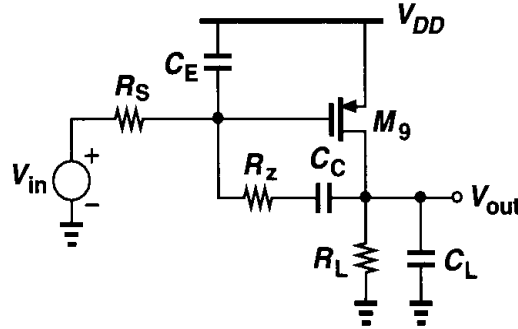 V_DD
C_E
R_S
M_9
C_C
R_z
V_in
+
−
V_out
R_L
C_L